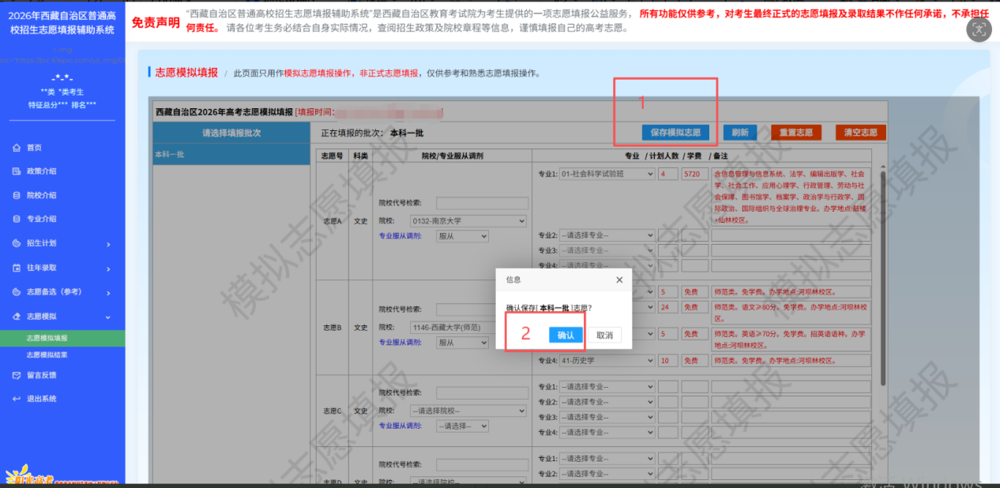 2026年西藏自治区普通高
校招生志愿填报辅助系统
-*-*-
**类 *类考生
特征总分*** 排名***
首页
政策介绍
院校介绍
专业介绍
招生计划
往年录取
志愿备选（参考）
志愿模拟
志愿模拟填报
志愿模拟结果
留言反馈
退出系统
免责声明
“西藏自治区普通高校招生志愿填报辅助系统”是西藏自治区教育考试院为考生提供的一项志愿填报公益服务， 所有功能仅供参考，对考生最终正式的志愿填报及录取结果不作任何承诺，不承担任
何责任。 请各位考生务必结合自身实际情况，查阅招生政策及院校章程等信息，谨慎填报自己的高考志愿。
志愿模拟填报 / 此页面只用作模拟志愿填报操作，非正式志愿填报，仅供参考和熟悉志愿填报操作。
西藏自治区2026年高考志愿模拟填报 [填报时间：
请选择填报批次
本科一批
正在填报的批次： 本科一批
1
保存模拟志愿 刷新 重置志愿 清空志愿
志愿号 科类 院校/专业服从调剂 专业 / 计划人数 / 学费 / 备注
志愿A 文史
院校代号检索:
院校: 0132-南京大学
专业服从调剂: 服从
专业1: 01-社会科学试验班 4 5720
含信息管理与信息系统、法学、编辑出版学、社会
学、社会工作、应用心理学、行政管理、劳动与社
会保障、图书馆学、档案学、政治学与行政学、国
际政治、国际组织与全球治理专业。办学地点:鼓楼
+仙林校区。
专业2: --请选择专业--
专业3: --请选择专业--
专业4: --请选择专业--
志愿B 文史
院校代号检索:
院校: 1146-西藏大学(师范)
专业服从调剂: 服从
5 免费 师范类。免学费。办学地点:河坝林校区。
24 免费 师范类。语文≥80分。免学费。办学地点:河坝林校
区。
5 免费 师范类。英语≥70分。免学费。招英语语种。办学
地点:河坝林校区。
专业4: 41-历史学 10 免费 师范类。免学费。办学地点:河坝林校区。
信息
确认保存[ 本科一批 ]志愿?
2
确认 取消
志愿C 文史
院校代号检索:
院校: --请选择院校--
专业服从调剂: --请选择--
专业1: --请选择专业--
专业2: --请选择专业--
专业3: --请选择专业--
专业4: --请选择专业--
志愿D 文史
院校代号检索:
院校: --请选择院校--
专业1: --请选择专业--
专业2: --请选择专业--
模拟志愿填报
模拟志愿填报
模拟志愿填报
阳光高考